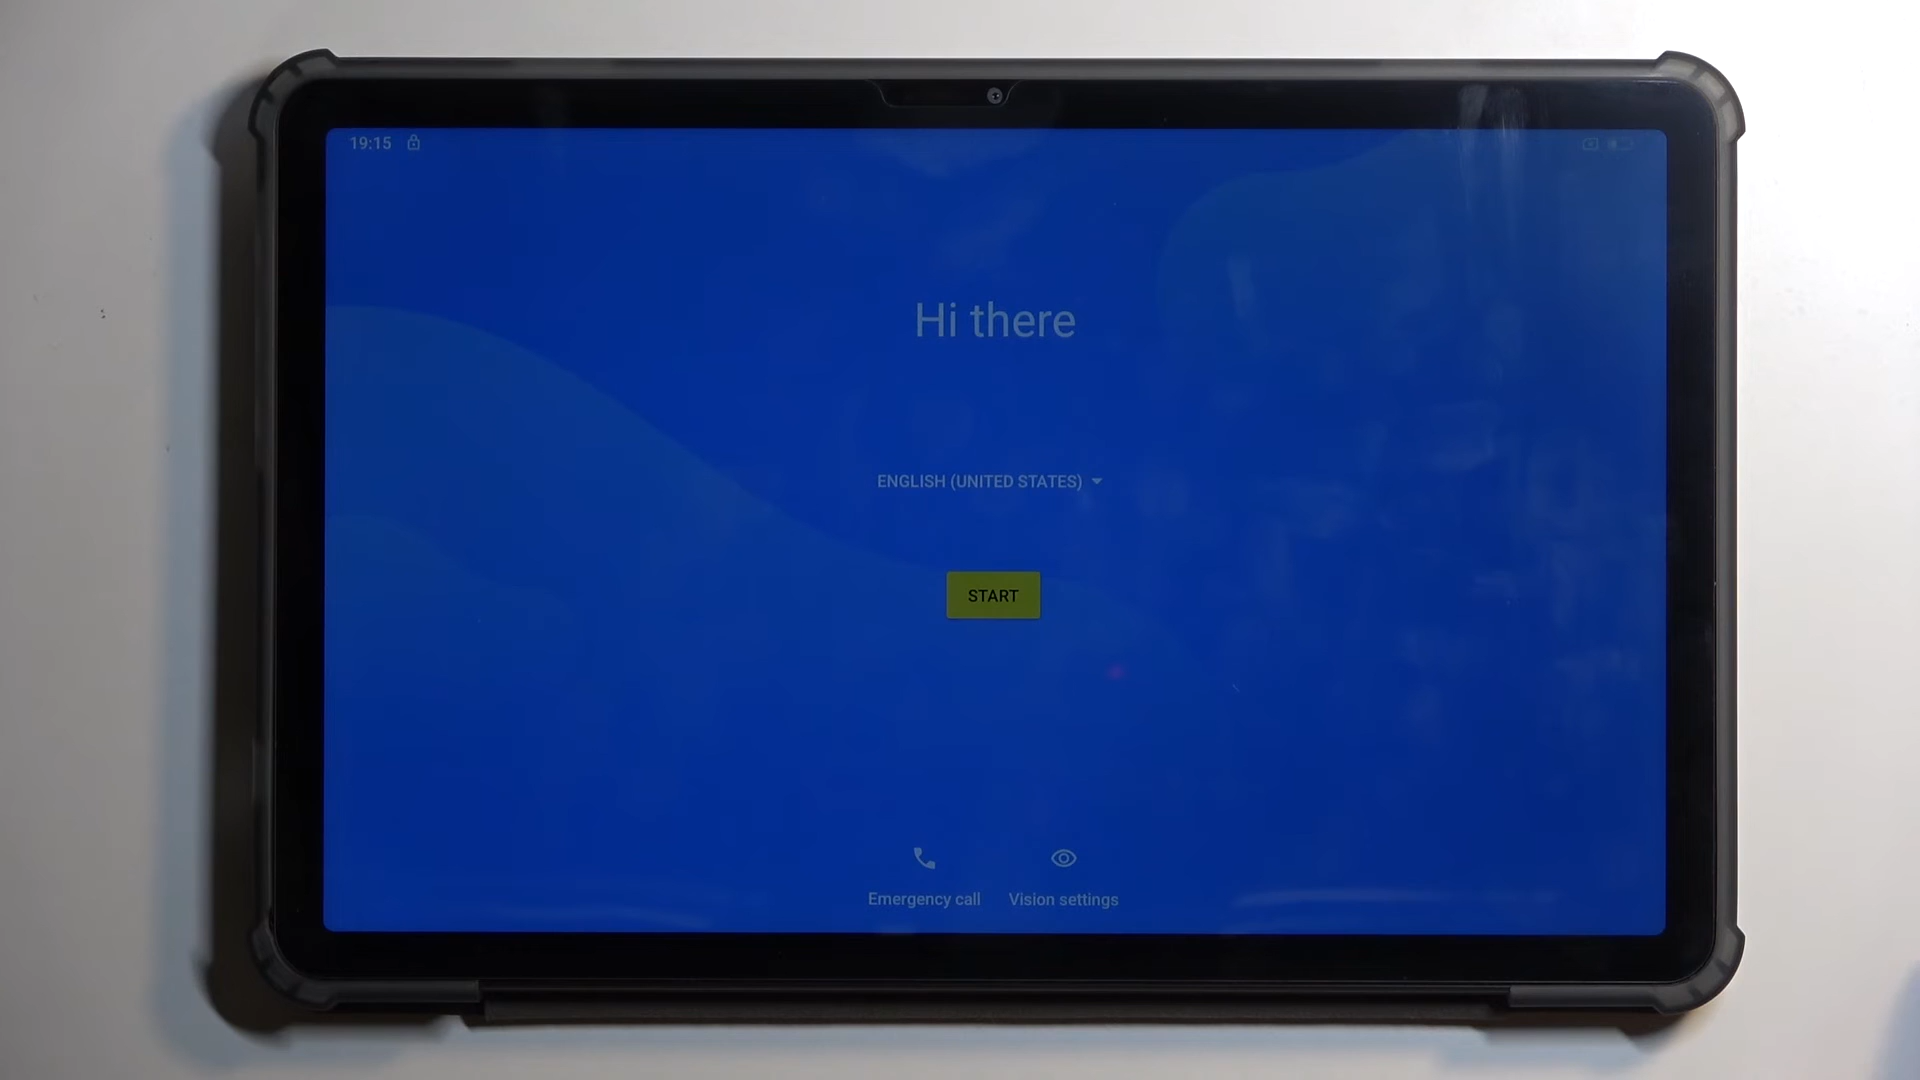 19:15
Hi there
ENGLISH (UNITED STATES)
START
Emergency call
Vision settings